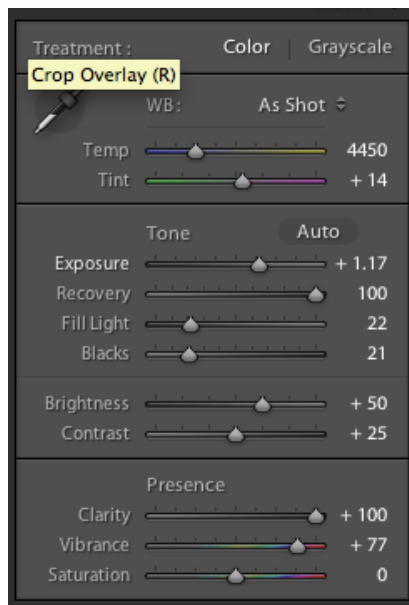 Treatment : Color | Grayscale
Crop Overlay (R)
WB: As Shot
Temp 4450
Tint + 14
Tone Auto
Exposure + 1.17
Recovery 100
Fill Light 22
Blacks 21
Brightness + 50
Contrast + 25
Presence
Clarity + 100
Vibrance + 77
Saturation 0